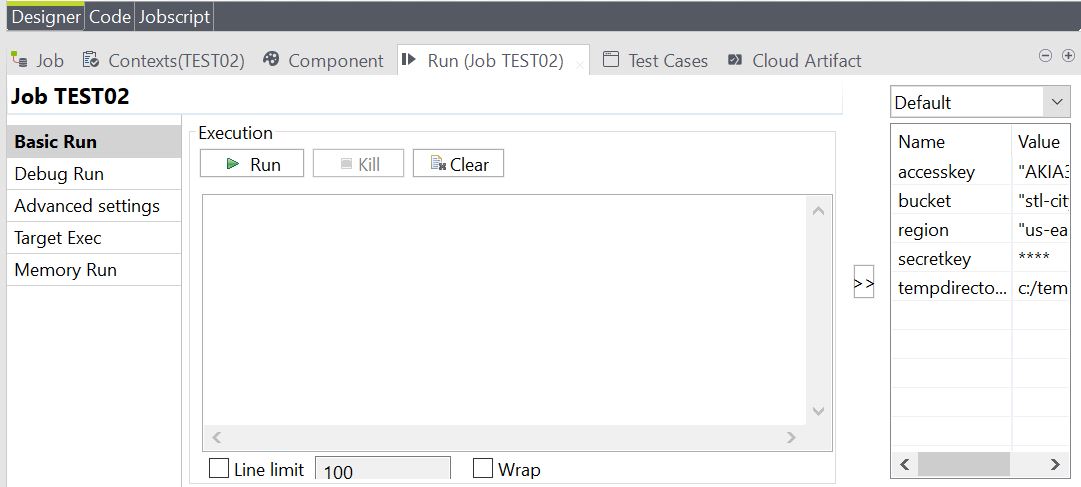 Designer Code Jobscript
Job Contexts(TEST02) Component Run (Job TEST02) Test Cases Cloud Artifact
Job TEST02
Default
Basic Run
Debug Run
Advanced settings
Target Exec
Memory Run
Execution
Run Kill Clear
Line limit 100 Wrap
>>
Name Value
accesskey "AKIA3
bucket "stl-city
region "us-ea
secretkey ****
tempdirecto... c:/tem